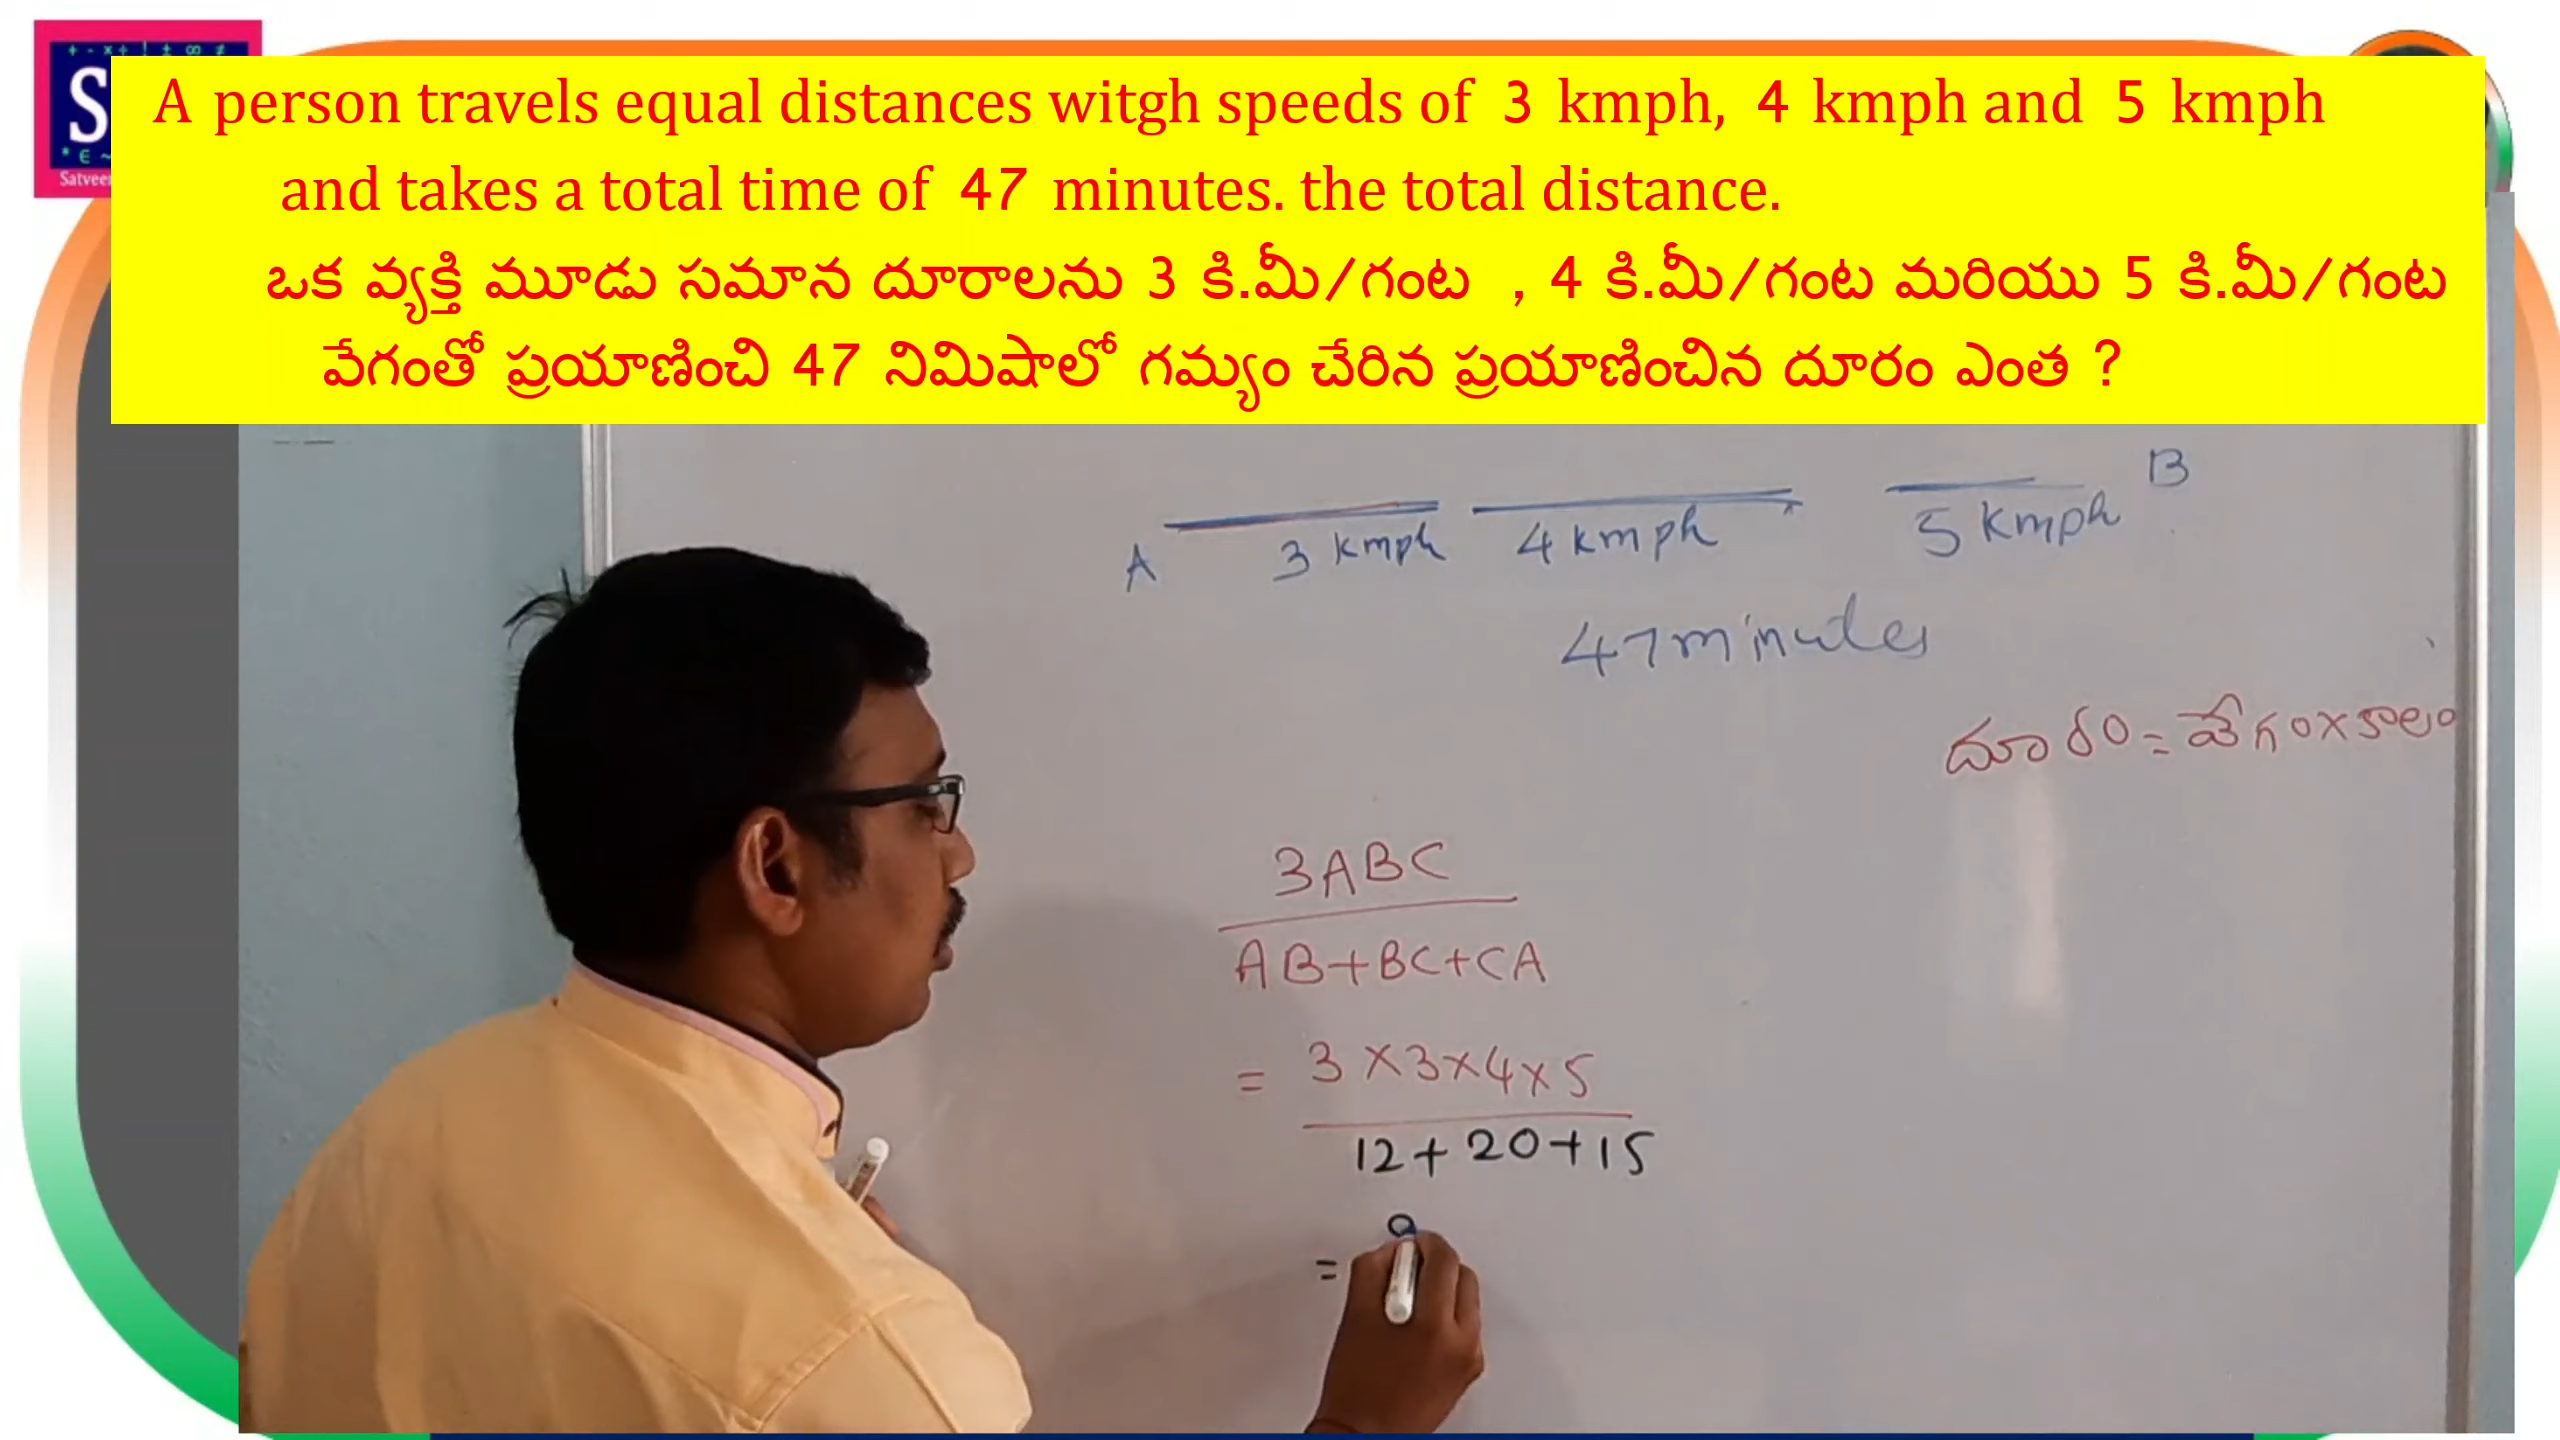 + - × ÷ ! ± ∞ ≠
S
* ∈ ~
Satveer
A person travels equal distances witgh speeds of 3 kmph, 4 kmph and 5 kmph
and takes a total time of 47 minutes. the total distance.
ఒక వ్యక్తి మూడు సమాన దూరాలను 3 కి.మీ/గంట , 4 కి.మీ/గంట మరియు 5 కి.మీ/గంట
వేగంతో ప్రయాణించి 47 నిమిషాలో గమ్యం చేరిన ప్రయాణించిన దూరం ఎంత ?
B
A 3 kmph 4 kmph 5 kmph
47 minutes
దూరం = వేగం × కాలం
3ABC
AB+BC+CA
= 3×3×4×5
12+20+15
=